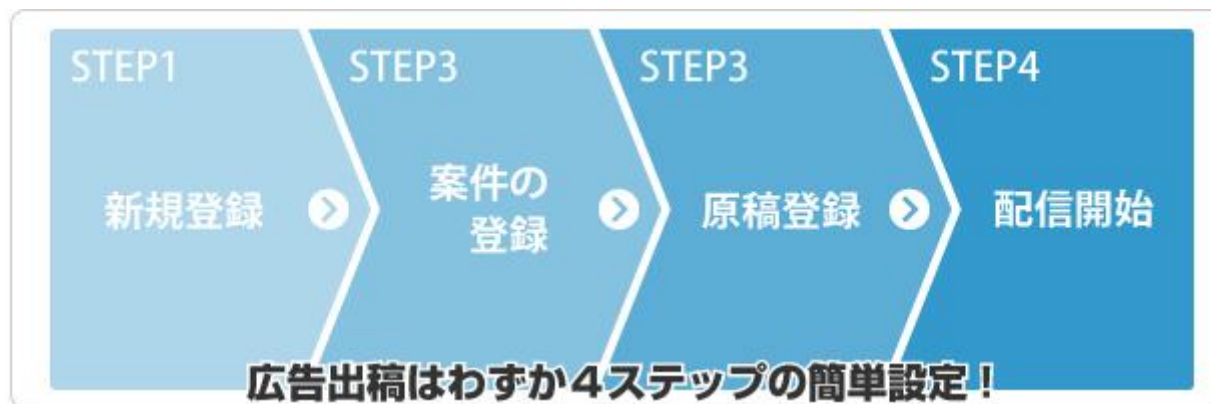 STEP1
新規登録
STEP3
案件の
登録
STEP3
原稿登録
STEP4
配信開始
広告出稿はわずか4ステップの簡単設定！